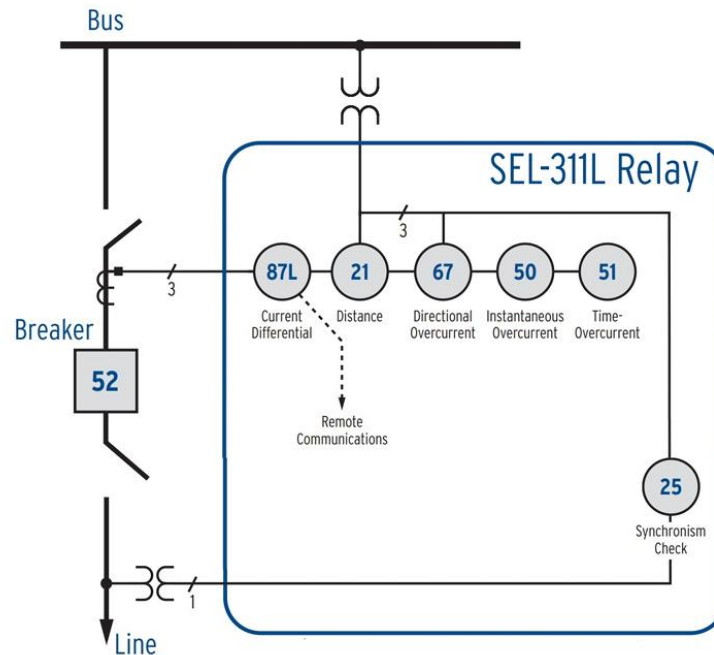 Bus
SEL-311L Relay
3
87L
21
67
50
51
3
Current
Differential
Distance
Directional
Overcurrent
Instantaneous
Overcurrent
Time-
Overcurrent
Breaker
52
Remote
Communications
25
Synchronism
Check
1
Line